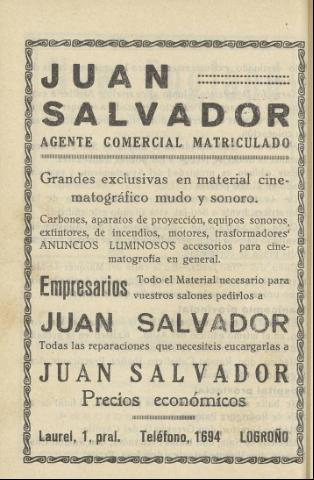 JUAN
SALVADOR
AGENTE COMERCIAL MATRICULADO
Grandes exclusivas en material cine-
matográfico mudo y sonoro.
Carbones, aparatos de proyección, equipos sonoros,
extintores, de incendios, motores, trasformadores'
ANUNCIOS LUMINOSOS accesorios para cine-
matografía en general.
Empresarios Todo el Material necesario para
vuestros salones pedirlos a
JUAN SALVADOR
Todas las reparaciones que necesiteis eucargarlas a
JUAN SALVADOR
Precios económicos
Laurel, 1, pral. Teléfono, 1694 LOGROÑO